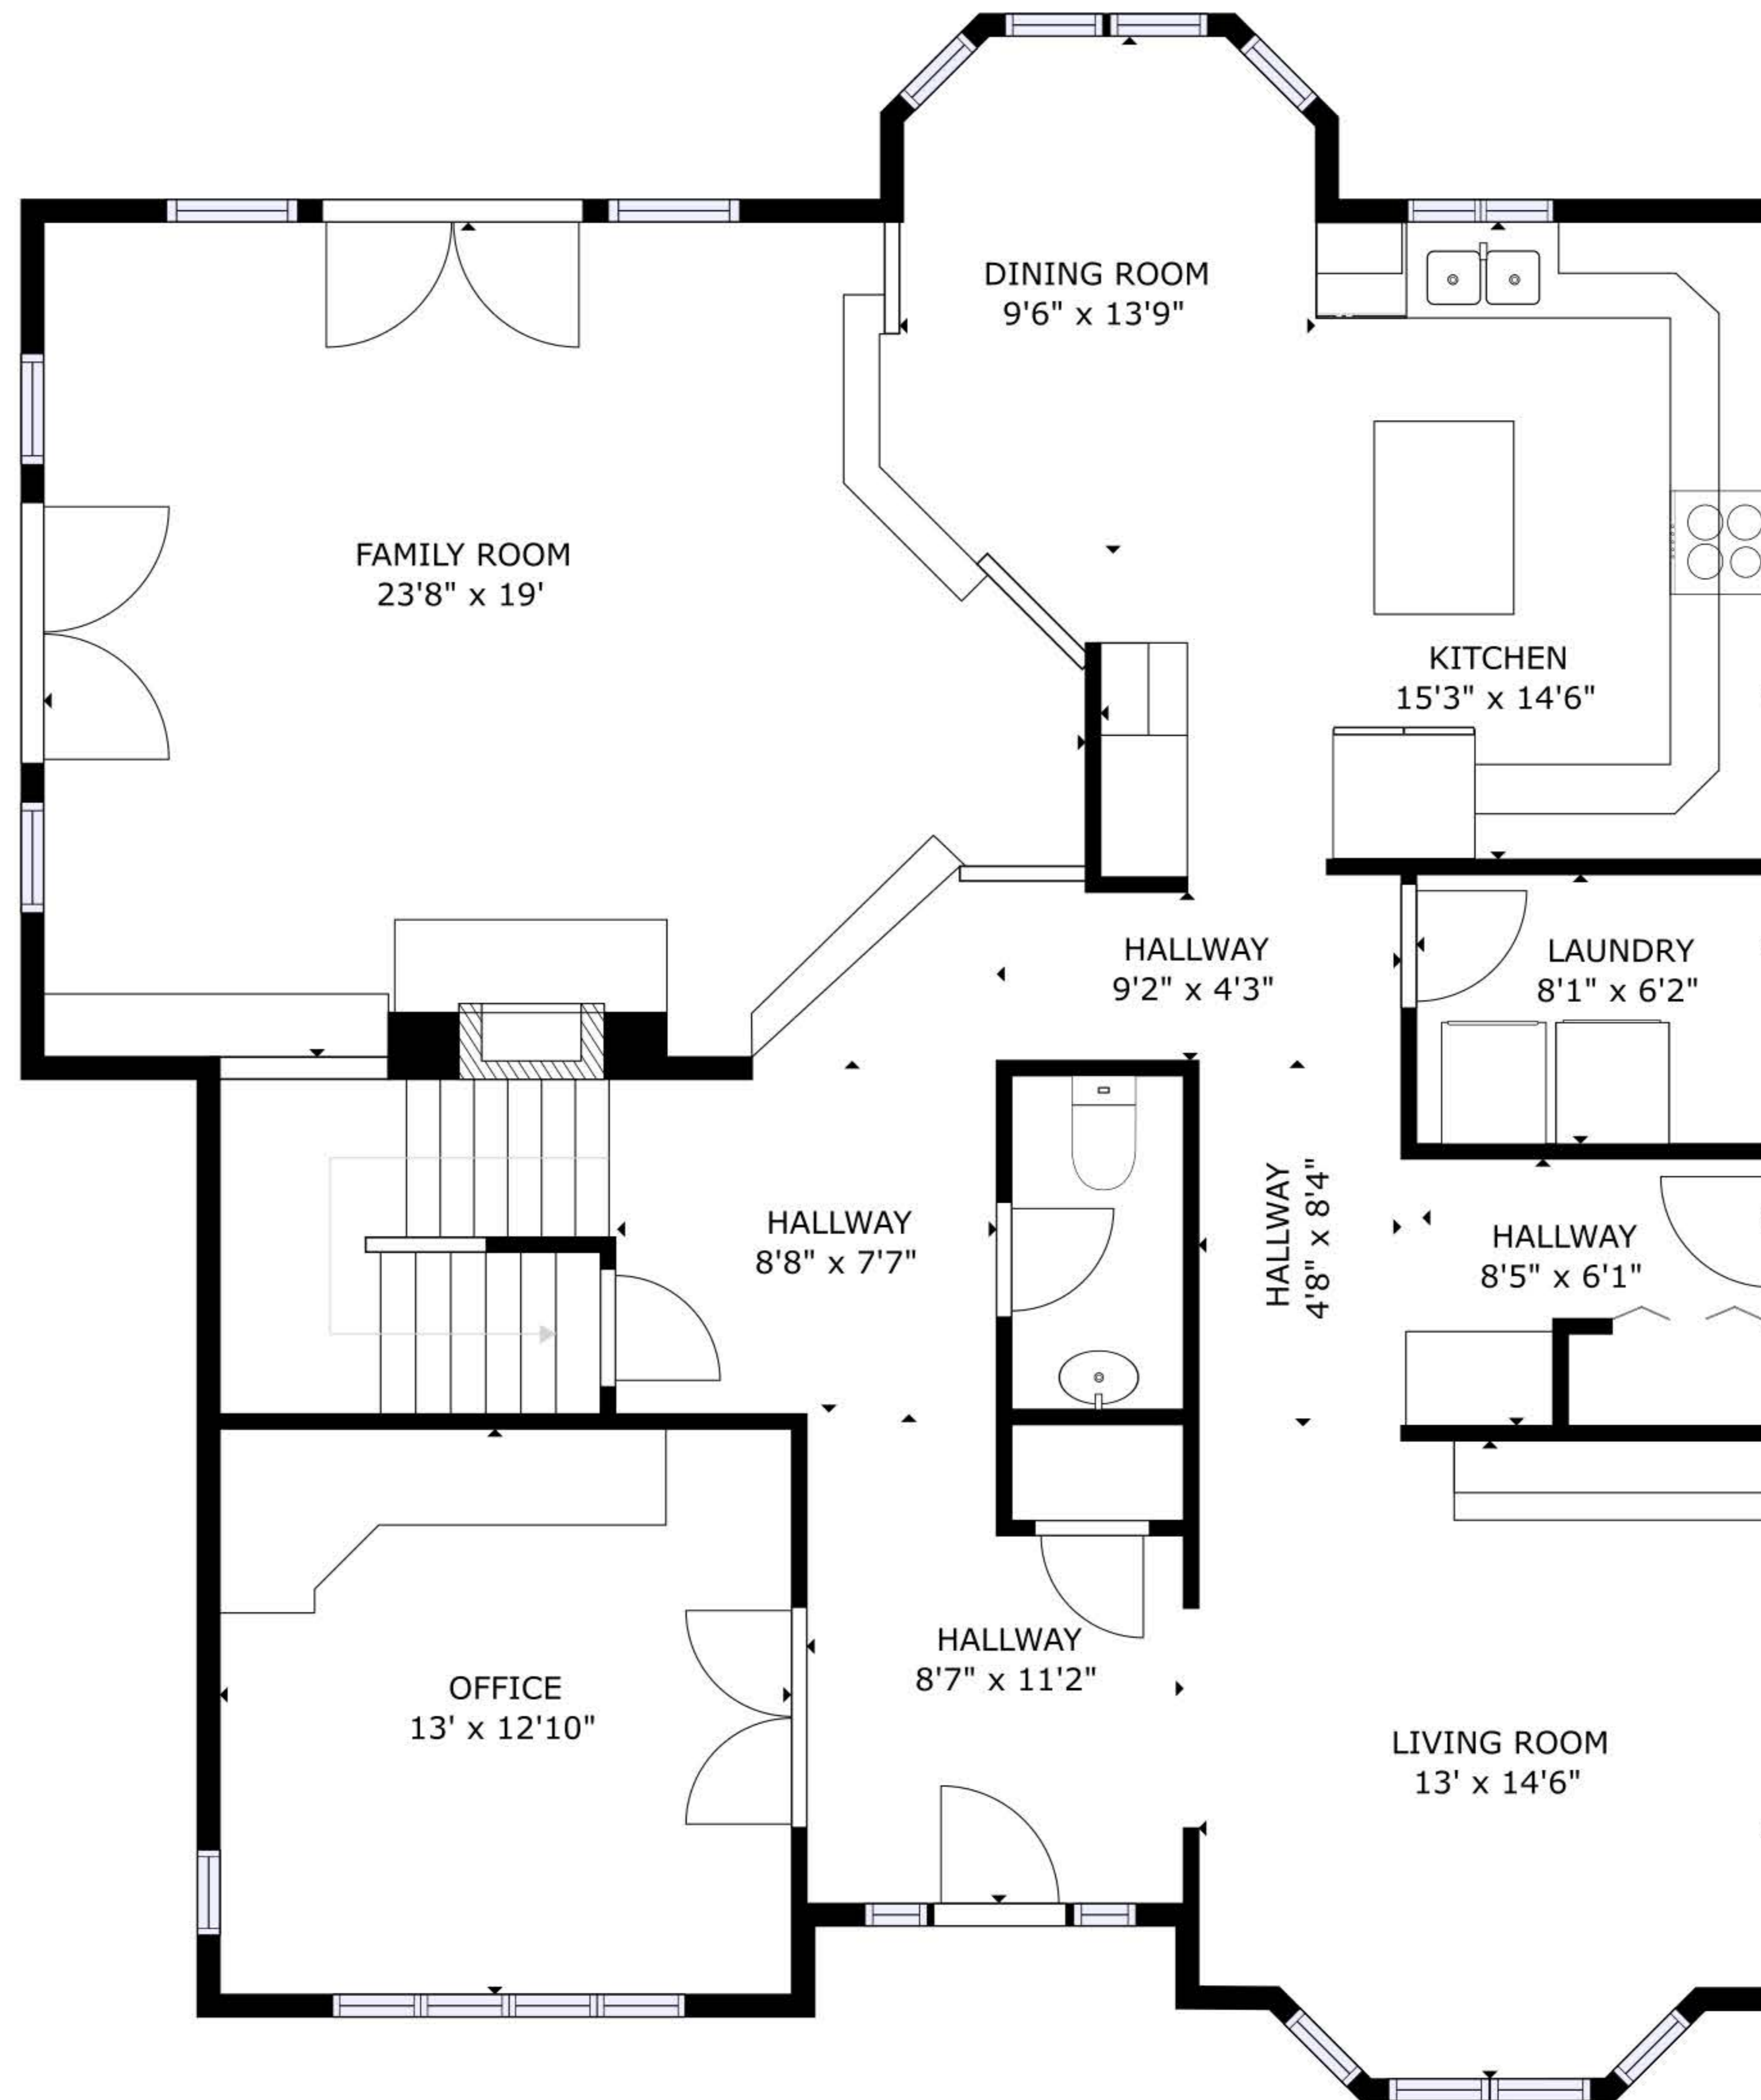 DINING ROOM
9'6" x 13'9"
FAMILY ROOM
23'8" x 19'
KITCHEN
15'3" x 14'6"
HALLWAY
9'2" x 4'3"
LAUNDRY
8'1" x 6'2"
HALLWAY
8'8" x 7'7"
HALLWAY
4'8" x 8'4"
HALLWAY
8'5" x 6'1"
HALLWAY
8'7" x 11'2"
OFFICE
13' x 12'10"
LIVING ROOM
13' x 14'6"